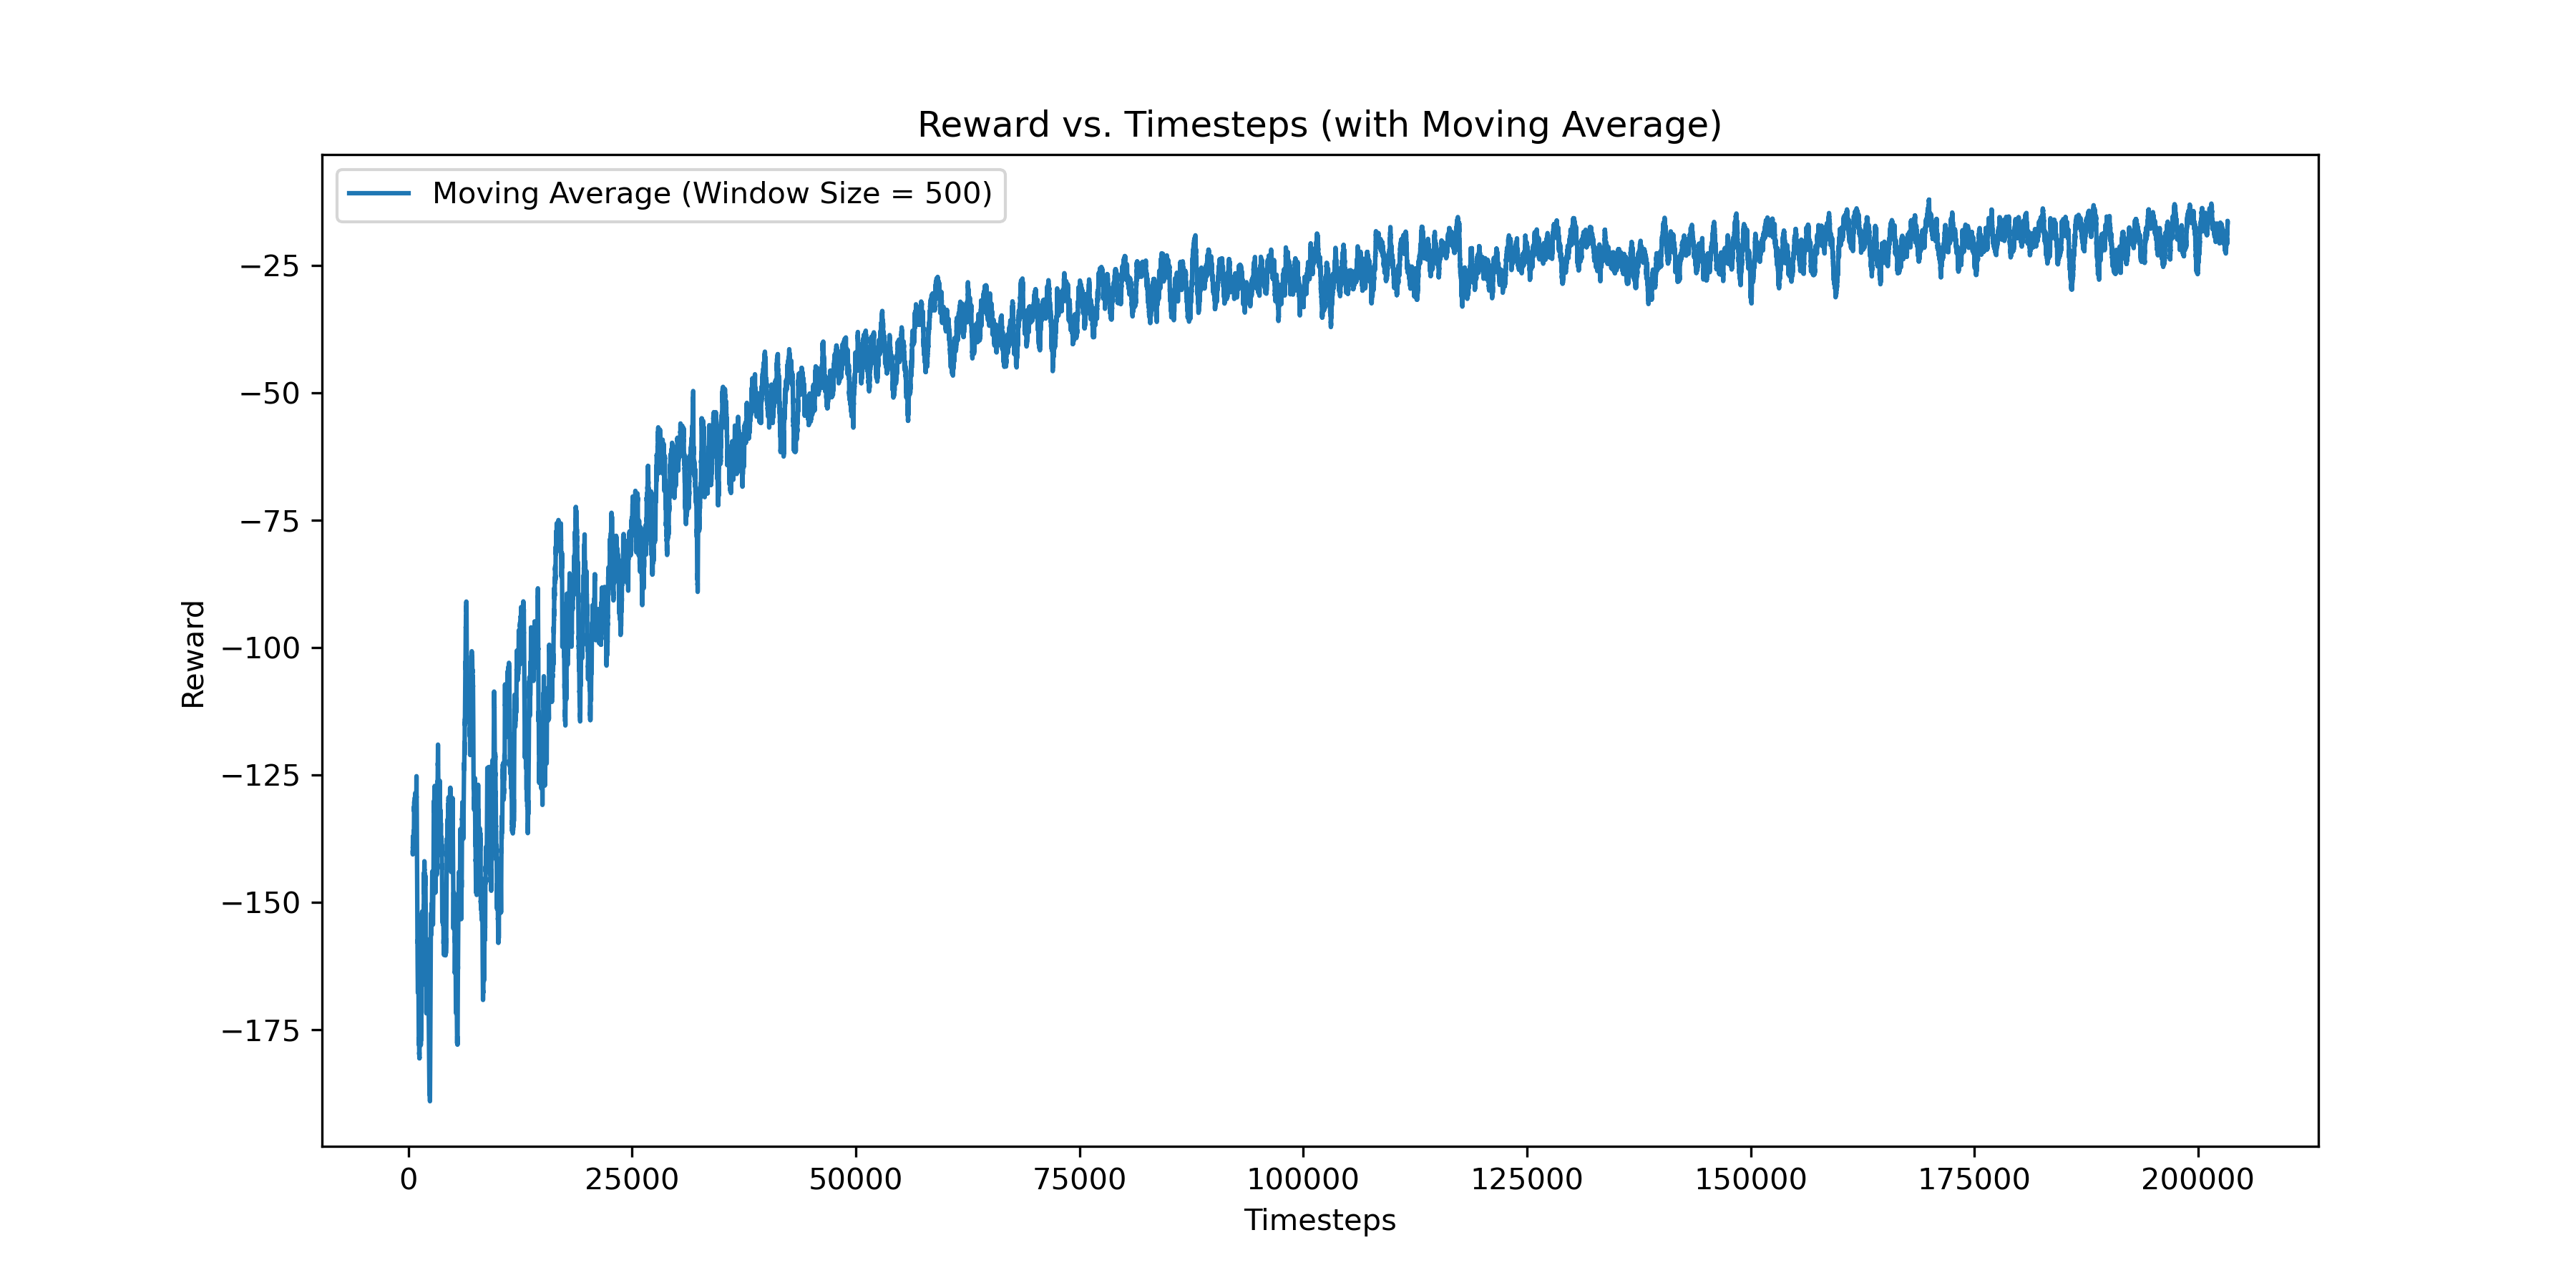 Reward vs. Timesteps (with Moving Average)
Moving Average (Window Size = 500)
−25
−50
−75
−100
−125
−150
−175
Reward
0 25000 50000 75000 100000 125000 150000 175000 200000
Timesteps